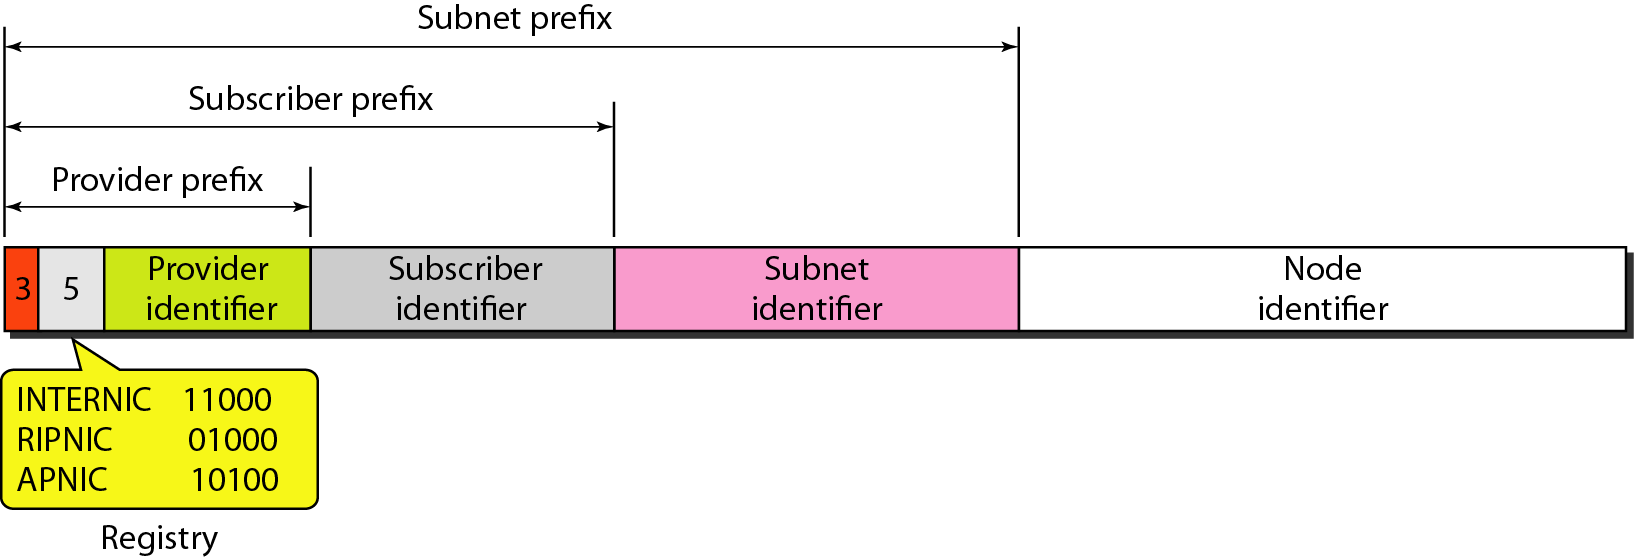 Subnet prefix
Subscriber prefix
Provider prefix
3
5
Provider
identifier
Subscriber
identifier
Subnet
identifier
Node
identifier
INTERNIC 11000
RIPNIC 01000
APNIC 10100
Registry